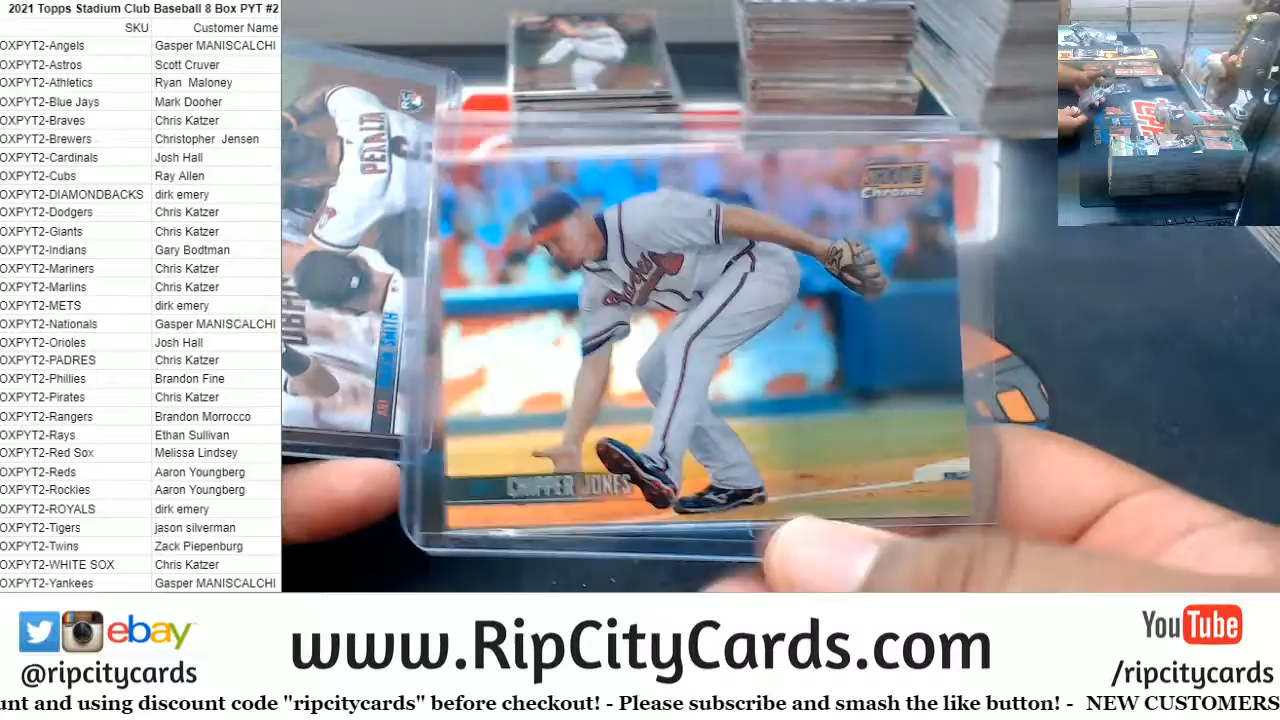 2021 Topps Stadium Club Baseball 8 Box PYT #2
SKU Customer Name
OXPYT2-Angels Gasper MANISCALCHI
OXPYT2-Astros Scott Cruver
OXPYT2-Athletics Ryan Maloney
OXPYT2-Blue Jays Mark Dooher
OXPYT2-Braves Chris Katzer
OXPYT2-Brewers Christopher Jensen
OXPYT2-Cardinals Josh Hall
OXPYT2-Cubs Ray Allen
OXPYT2-DIAMONDBACKS dirk emery
OXPYT2-Dodgers Chris Katzer
OXPYT2-Giants Chris Katzer
OXPYT2-Indians Gary Bodtman
OXPYT2-Mariners Chris Katzer
OXPYT2-Marlins Chris Katzer
OXPYT2-METS dirk emery
OXPYT2-Nationals Gasper MANISCALCHI
OXPYT2-Orioles Josh Hall
OXPYT2-PADRES Chris Katzer
OXPYT2-Phillies Brandon Fine
OXPYT2-Pirates Chris Katzer
OXPYT2-Rangers Brandon Morrocco
OXPYT2-Rays Ethan Sullivan
OXPYT2-Red Sox Melissa Lindsey
OXPYT2-Reds Aaron Youngberg
OXPYT2-Rockies Aaron Youngberg
OXPYT2-ROYALS dirk emery
OXPYT2-Tigers jason silverman
OXPYT2-Twins Zack Piepenburg
OXPYT2-WHITE SOX Chris Katzer
OXPYT2-Yankees Gasper MANISCALCHI
PERALTA
RC
SMITH
ARI
Chrome
Braves
CHIPPER JONES
ebay
@ripcitycards
www.RipCityCards.com
YouTube
/ripcitycards
unt and using discount code "ripcitycards" before checkout! - Please subscribe and smash the like button! - NEW CUSTOMERS